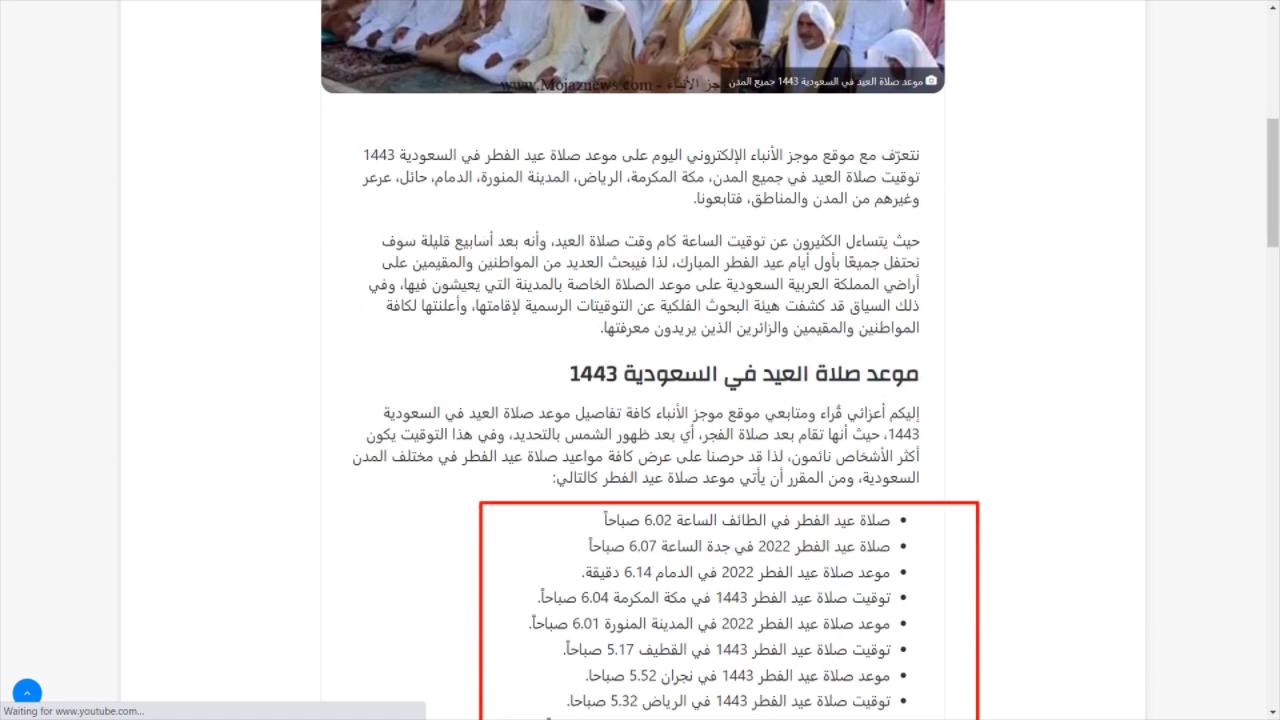 موجز الأنباء - www.Mojaznews.com
موعد صلاة العيد في السعودية 1443 جميع المدن
نتعرّف مع موقع موجز الأنباء الإلكتروني اليوم على موعد صلاة عيد الفطر في السعودية 1443
توقيت صلاة العيد في جميع المدن، مكة المكرمة، الرياض، المدينة المنورة، الدمام، حائل، عرعر
وغيرهم من المدن والمناطق، فتابعونا.
حيث يتساءل الكثيرون عن توقيت الساعة كام وقت صلاة العيد، وأنه بعد أسابيع قليلة سوف
نحتفل جميعًا بأول أيام عيد الفطر المبارك، لذا فيبحث العديد من المواطنين والمقيمين على
أراضي المملكة العربية السعودية على موعد الصلاة الخاصة بالمدينة التي يعيشون فيها، وفي
ذلك السياق قد كشفت هيئة البحوث الفلكية عن التوقيتات الرسمية لإقامتها، وأعلنتها لكافة
المواطنين والمقيمين والزائرين الذين يريدون معرفتها.
موعد صلاة العيد في السعودية 1443
إليكم أعزائي قُراء ومتابعي موقع موجز الأنباء كافة تفاصيل موعد صلاة العيد في السعودية
1443، حيث أنها تقام بعد صلاة الفجر، أي بعد ظهور الشمس بالتحديد، وفي هذا التوقيت يكون
أكثر الأشخاص نائمون، لذا قد حرصنا على عرض كافة مواعيد صلاة عيد الفطر في مختلف المدن
السعودية، ومن المقرر أن يأتي موعد صلاة عيد الفطر كالتالي:
• صلاة عيد الفطر في الطائف الساعة 6.02 صباحاً
• صلاة عيد الفطر 2022 في جدة الساعة 6.07 صباحاً
• موعد صلاة عيد الفطر 2022 في الدمام 6.14 دقيقة.
• توقيت صلاة عيد الفطر 1443 في مكة المكرمة 6.04 صباحاً.
• موعد صلاة عيد الفطر 2022 في المدينة المنورة 6.01 صباحاً.
• توقيت صلاة عيد الفطر 1443 في القطيف 5.17 صباحاً.
• موعد صلاة عيد الفطر 1443 في نجران 5.52 صباحا.
• توقيت صلاة عيد الفطر 1443 في الرياض 5.32 صباحا.
Waiting for www.youtube.com...